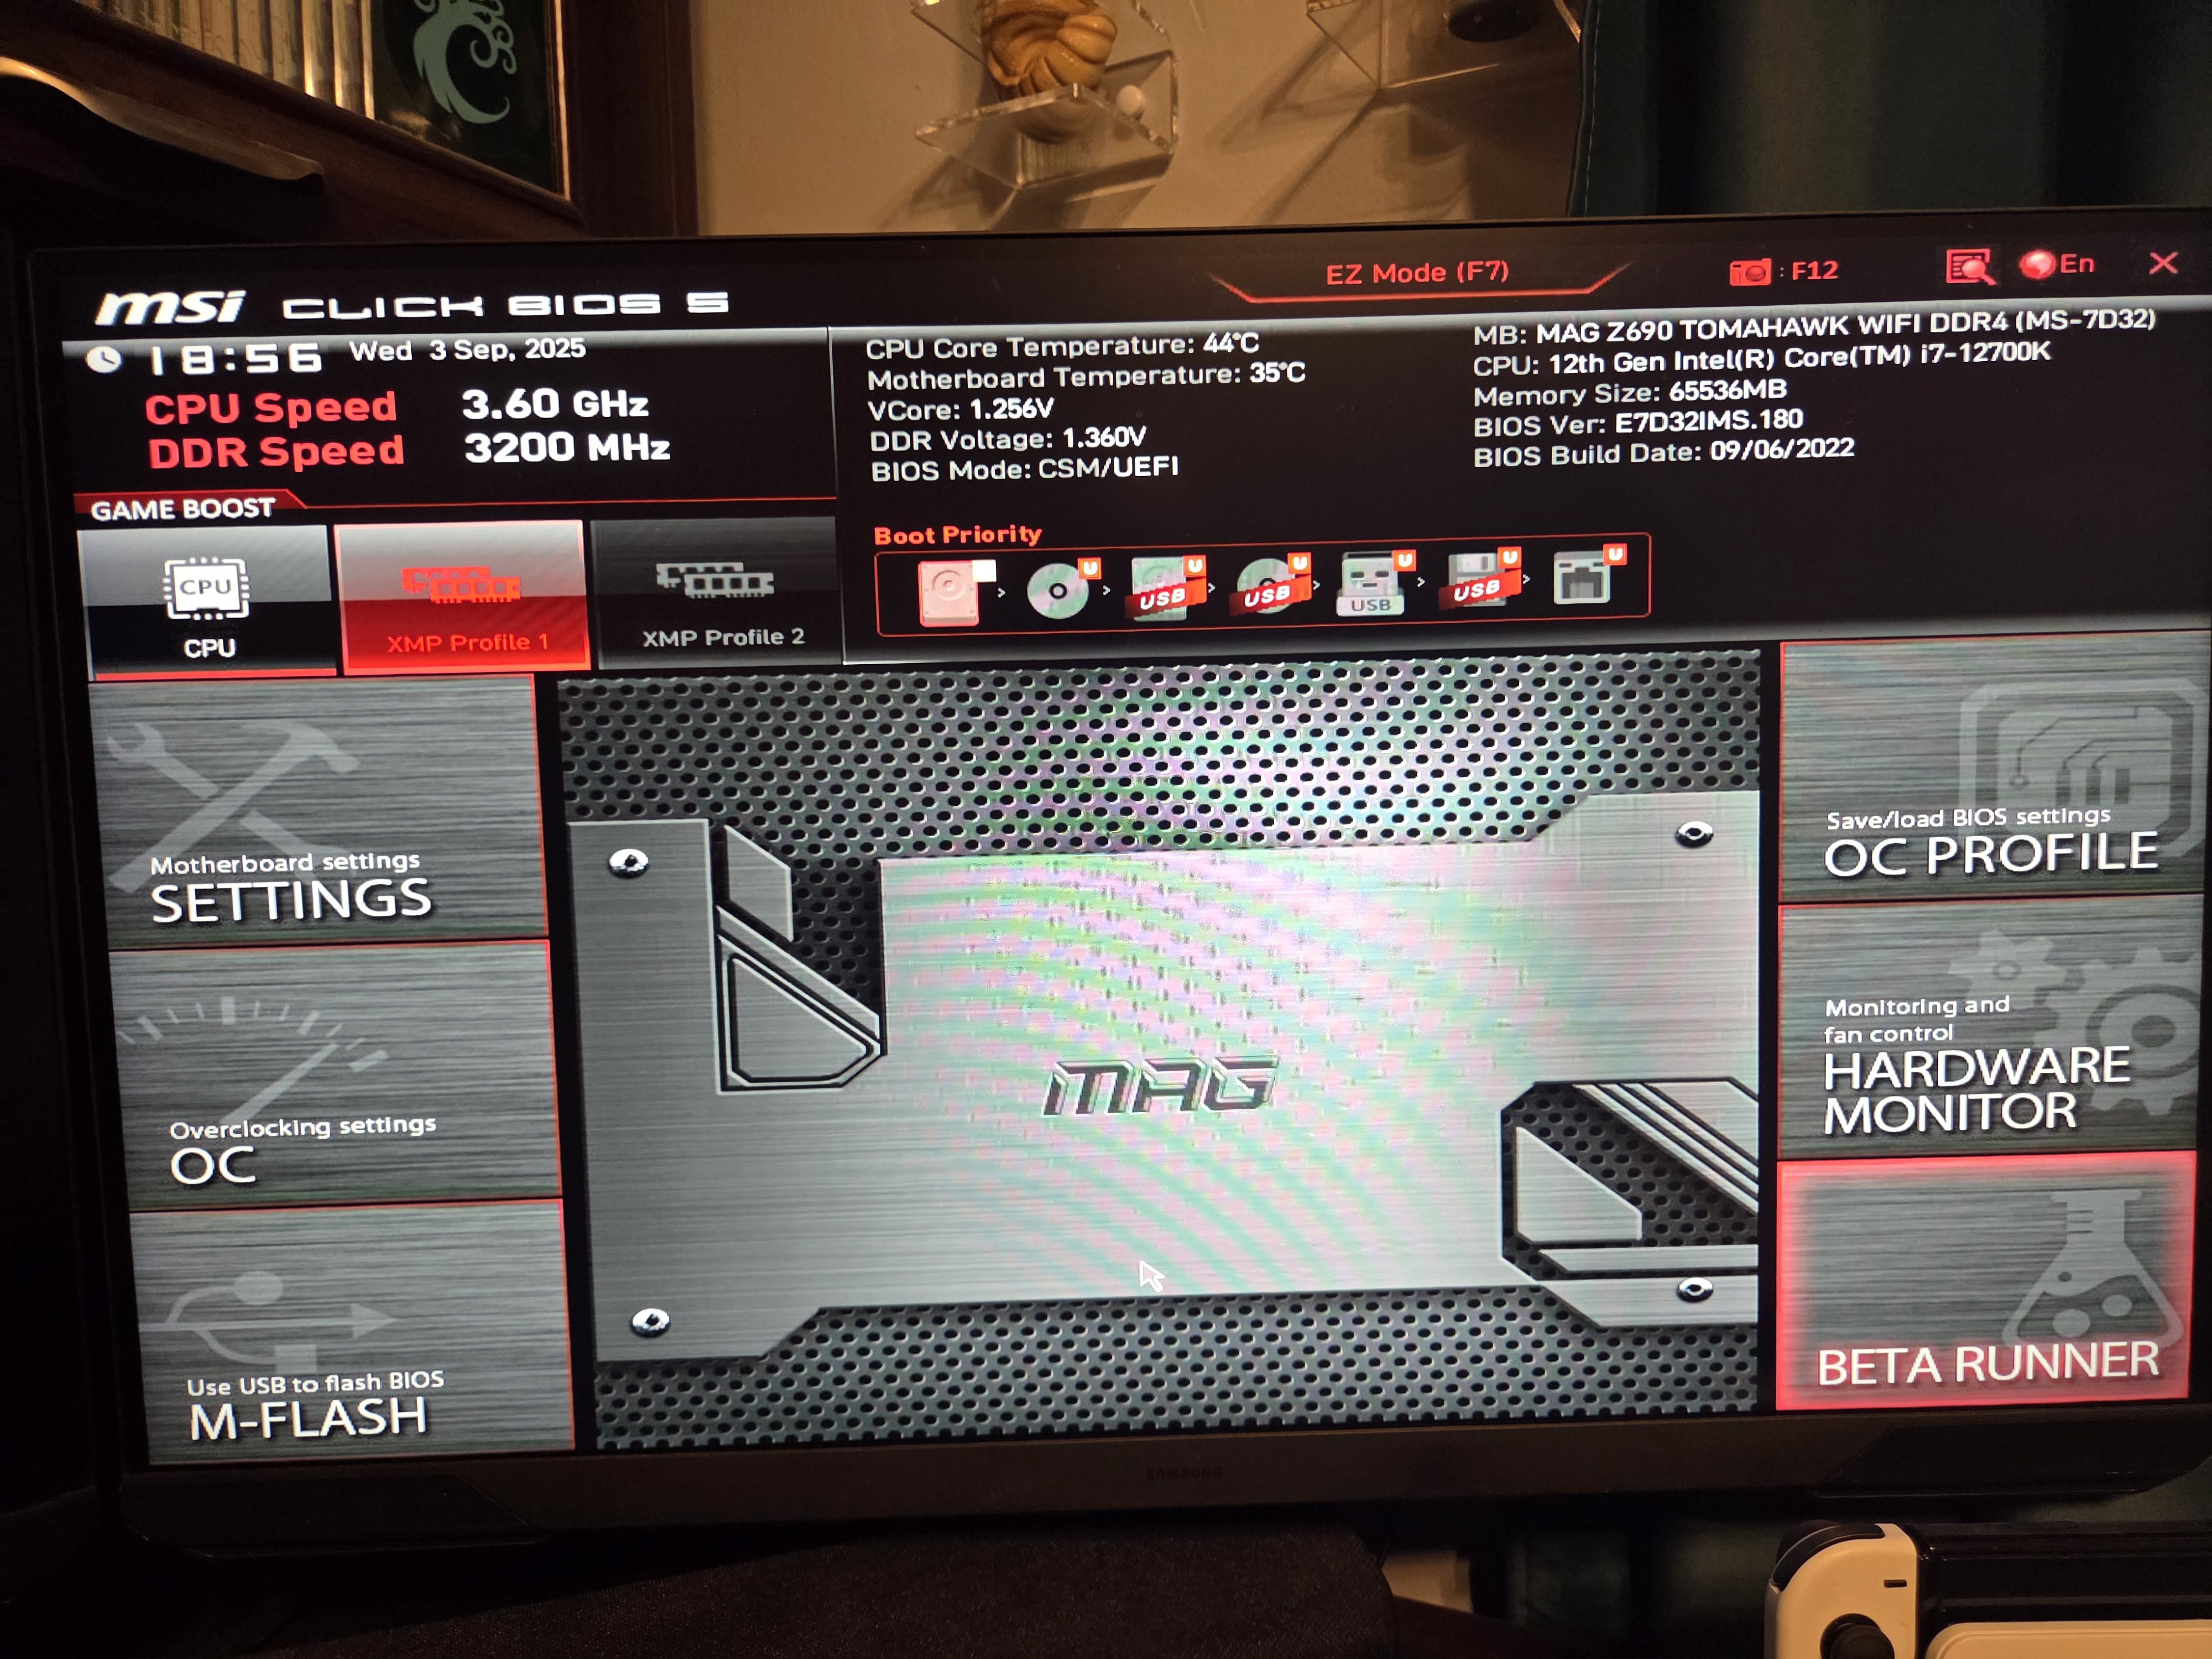 EZ Mode (F7)
: F12
En
X
msi CLICK BIOS 5
18:56 Wed 3 Sep, 2025
CPU Speed 3.60 GHz
DDR Speed 3200 MHz
CPU Core Temperature: 44°C
Motherboard Temperature: 35°C
VCore: 1.256V
DDR Voltage: 1.360V
BIOS Mode: CSM/UEFI
MB: MAG Z690 TOMAHAWK WIFI DDR4 (MS-7D32)
CPU: 12th Gen Intel(R) Core(TM) i7-12700K
Memory Size: 65536MB
BIOS Ver: E7D32IMS.180
BIOS Build Date: 09/06/2022
GAME BOOST
CPU
CPU
XMP Profile 1
XMP Profile 2
Boot Priority
U U U U U U
USB USB USB USB
Motherboard settings
SETTINGS
Overclocking settings
OC
Use USB to flash BIOS
M-FLASH
MAG
Save/load BIOS settings
OC PROFILE
Monitoring and
fan control
HARDWARE
MONITOR
BETA RUNNER
SAMSUNG